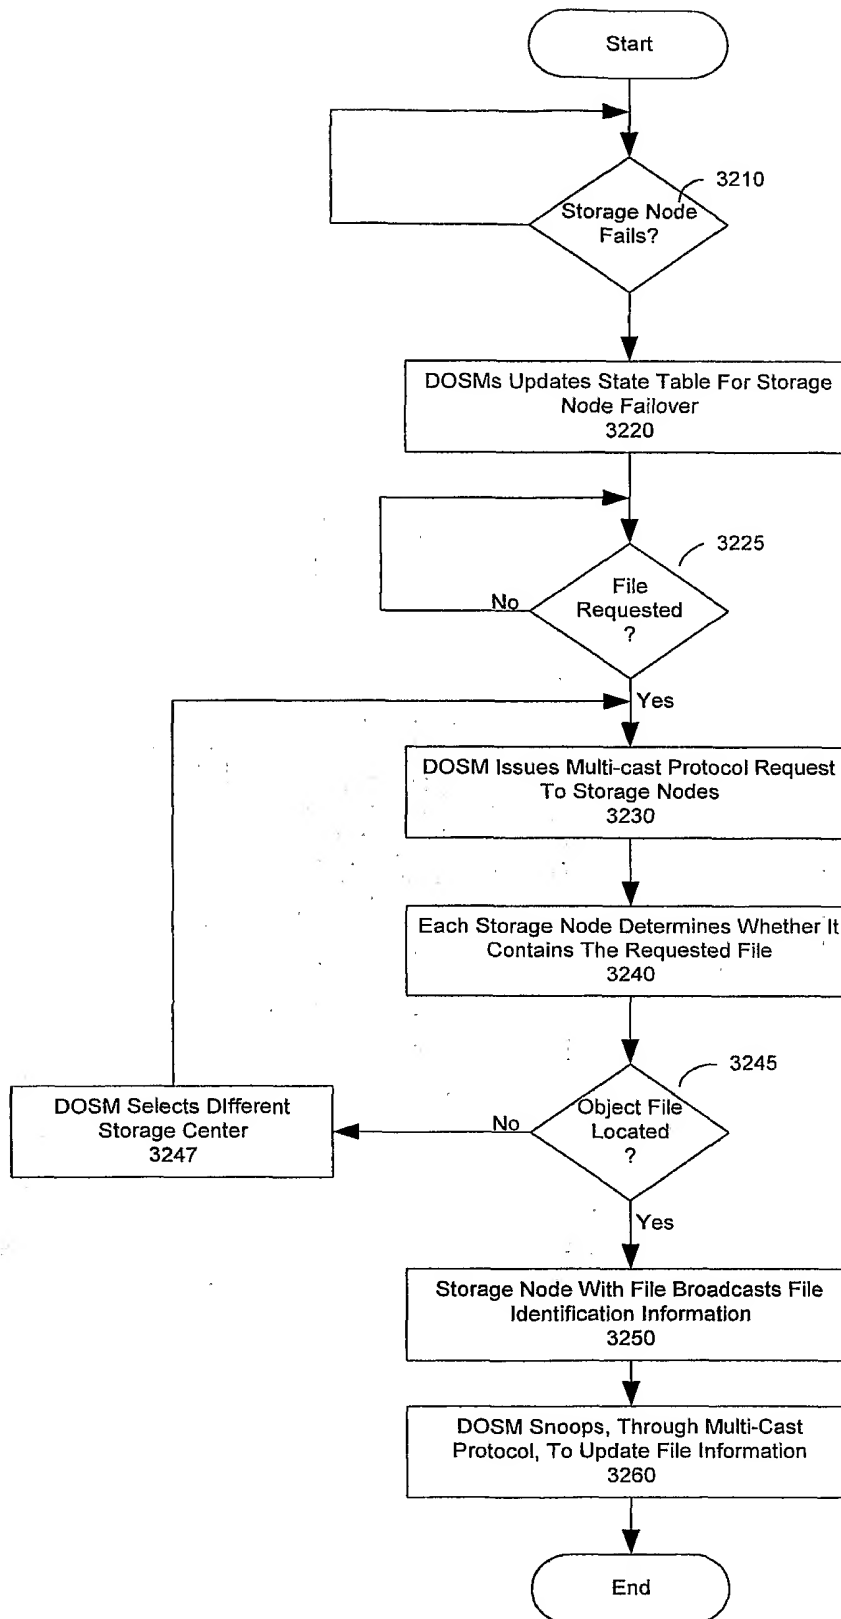 Start
3210
Storage Node
Fails?
DOSMs Updates State Table For Storage
Node Failover
3220
3225
File
Requested
?
No
Yes
DOSM Issues Multi-cast Protocol Request
To Storage Nodes
3230
Each Storage Node Determines Whether It
Contains The Requested File
3240
3245
Object File
Located
?
No
DOSM Selects Different
Storage Center
3247
Yes
Storage Node With File Broadcasts File
Identification Information
3250
DOSM Snoops, Through Multi-Cast
Protocol, To Update File Information
3260
End